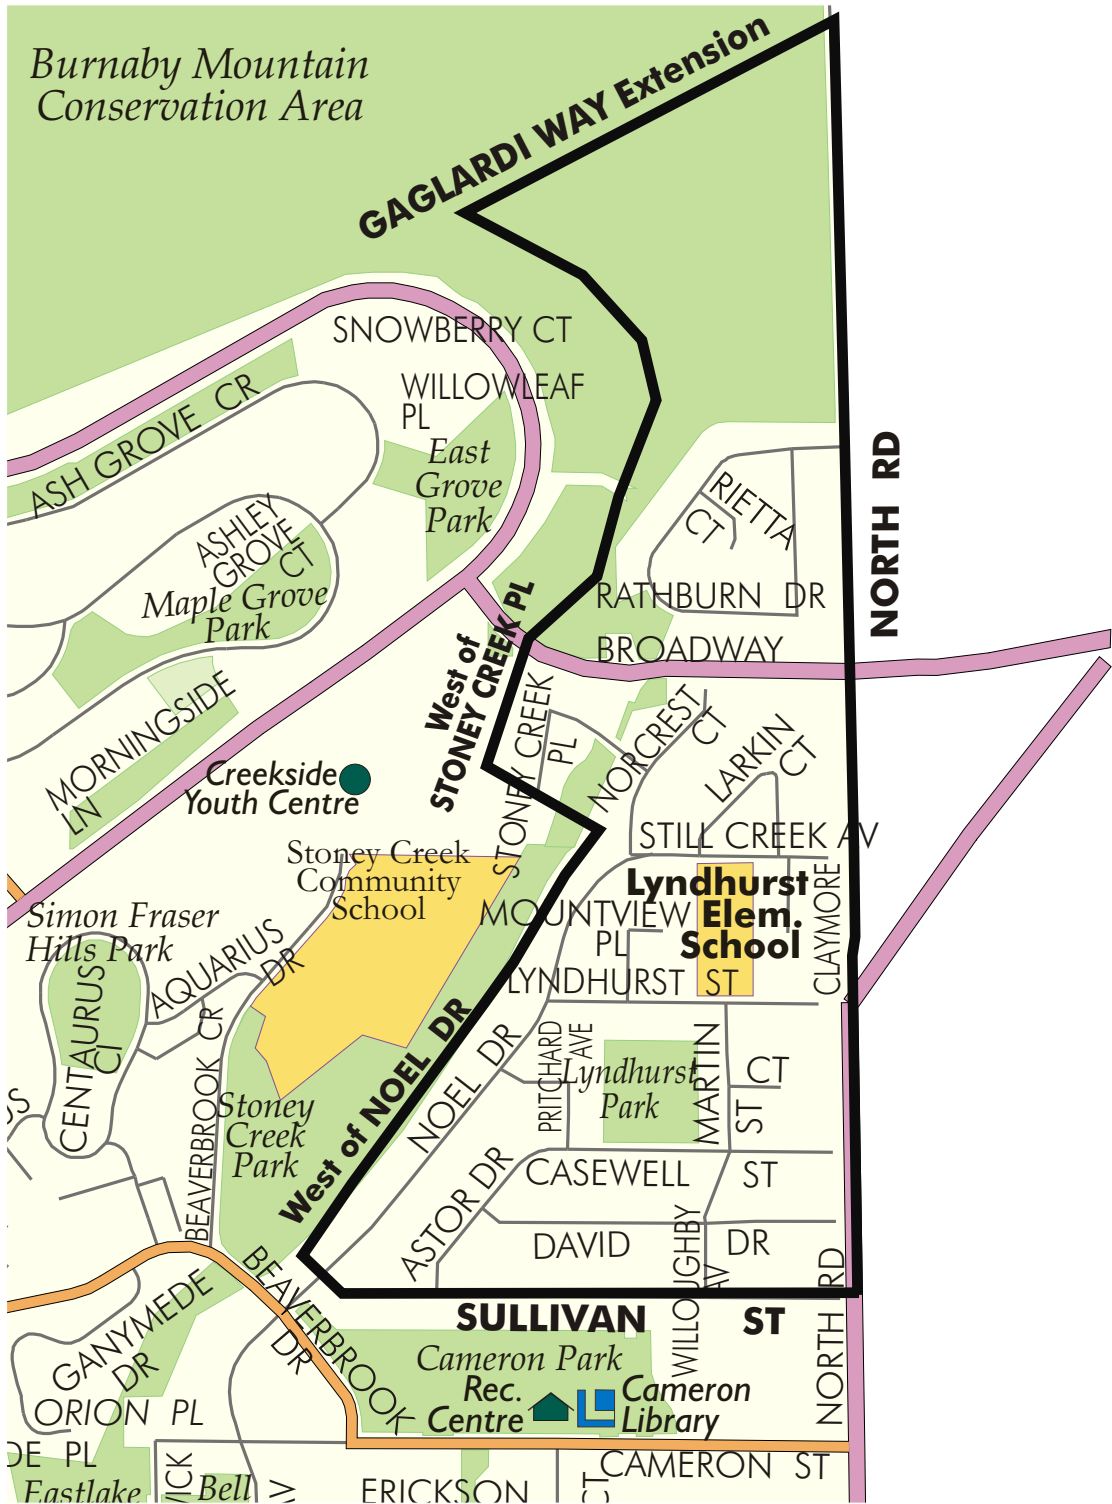 Burnaby Mountain
Conservation Area
GAGLARDI WAY Extension
SNOWBERRY CT
WILLOWLEAF
PL
ASH GROVE CR
East
Grove
Park
NORTH RD
RIETTA
CT
ASHLEY
GROVE
CT
Maple Grove
Park
RATHBURN DR
BROADWAY
West of
STONEY CREEK PL
STONEY CREEK
PL
NORCREST
CT
LARKIN
CT
MORNINGSIDE
LN
Creekside
Youth Centre
STILL CREEK AV
Stoney Creek
Community
School
Lyndhurst
Elem.
School
MOUNTVIEW
PL
CLAYMORE
Simon Fraser
Hills Park
AQUARIUS
DR
LYNDHURST ST
CENTAURUS
CI
BEAVERBROOK CR
West of NOEL DR
NOEL DR
PRITCHARD
AVE
Lyndhurst
Park
MARTIN
ST
CT
US
Stoney
Creek
Park
ASTOR DR
CASEWELL ST
DAVID DR
WILLOUGHBY
AV
NORTH RD
BEAVERBROOK
DR
GANYMEDE
DR
SULLIVAN ST
Cameron Park
Rec.
Centre
Cameron
Library
ORION PL
DE PL
Eastlake
WICK
Bell
AV
ERICKSON
CT
CAMERON ST